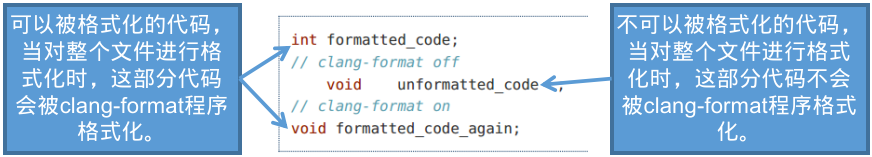 可以被格式化的代码，
当对整个文件进行格
式化时，这部分代码
会被clang-format程序
格式化。
int formatted_code;
// clang-format off
    void    unformatted_code  ;
// clang-format on
void formatted_code_again;
不可以被格式化的代码，
当对整个文件进行格式
化时，这部分代码不会
被clang-format程序格式
化。